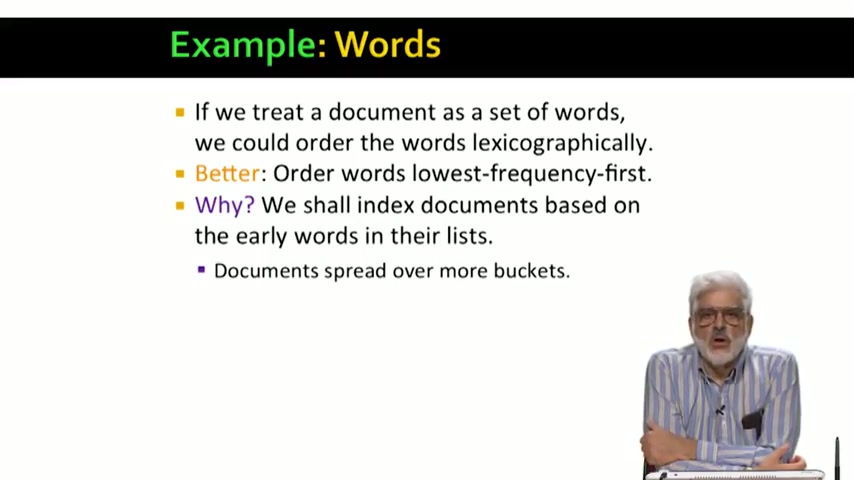 Example: Words
If we treat a document as a set of words,
we could order the words lexicographically.
Better: Order words lowest-frequency-first.
Why? We shall index documents based on
the early words in their lists.
Documents spread over more buckets.